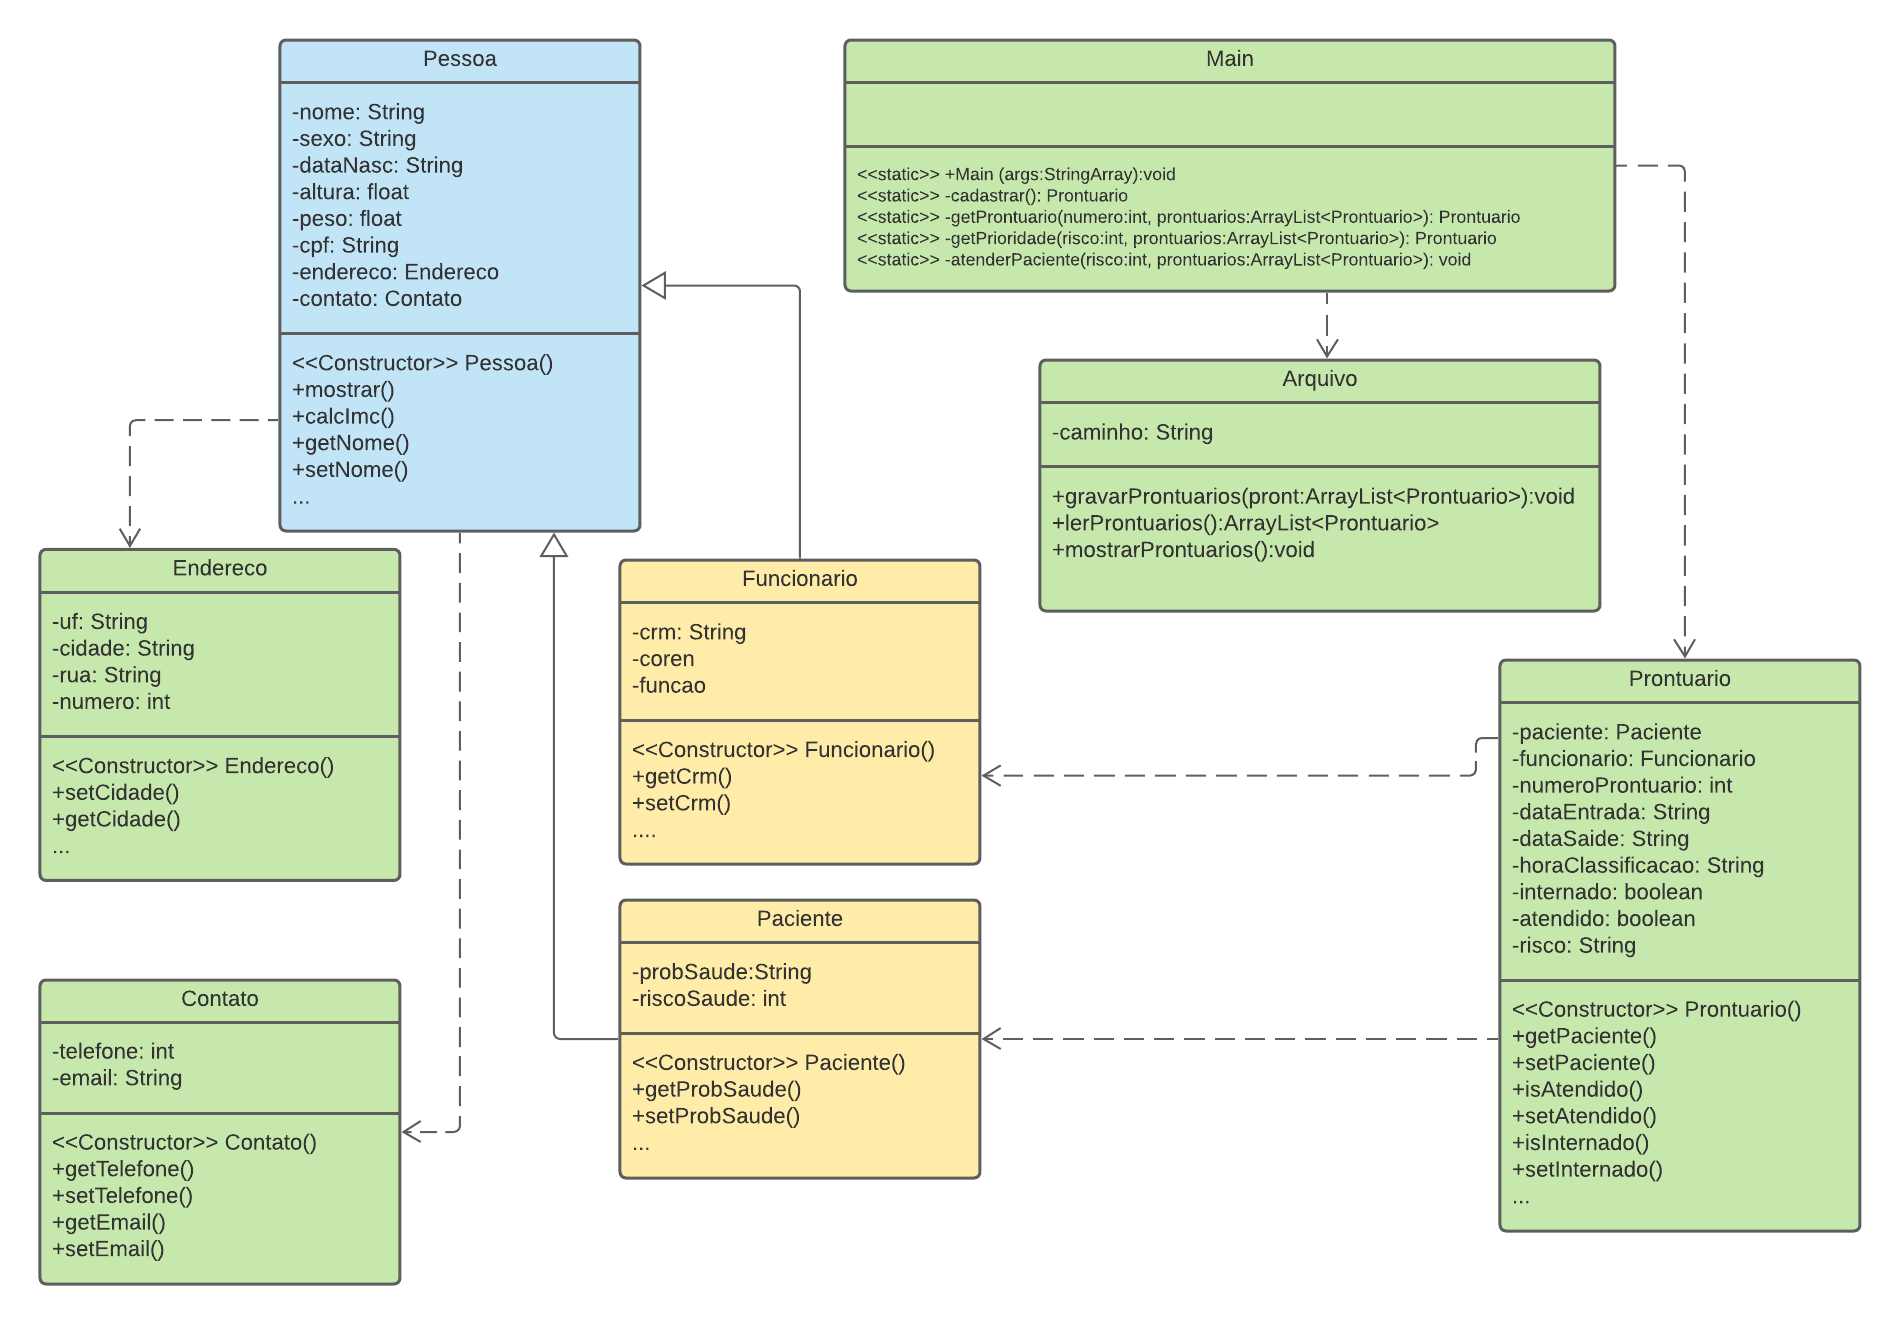 Pessoa
-nome: String
-sexo: String
-dataNasc: String
-altura: float
-peso: float
-cpf: String
-endereco: Endereco
-contato: Contato
<<Constructor>> Pessoa()
+mostrar()
+calcImc()
+getNome()
+setNome()
...
Main
<<static>> +Main (args:StringArray):void
<<static>> -cadastrar(): Prontuario
<<static>> -getProntuario(numero:int, prontuarios:ArrayList<Prontuario>): Prontuario
<<static>> -getPrioridade(risco:int, prontuarios:ArrayList<Prontuario>): Prontuario
<<static>> -atenderPaciente(risco:int, prontuarios:ArrayList<Prontuario>): void
Arquivo
-caminho: String
+gravarProntuarios(pront:ArrayList<Prontuario>):void
+lerProntuarios():ArrayList<Prontuario>
+mostrarProntuarios():void
Endereco
-uf: String
-cidade: String
-rua: String
-numero: int
<<Constructor>> Endereco()
+setCidade()
+getCidade()
...
Funcionario
-crm: String
-coren
-funcao
<<Constructor>> Funcionario()
+getCrm()
+setCrm()
....
Prontuario
-paciente: Paciente
-funcionario: Funcionario
-numeroProntuario: int
-dataEntrada: String
-dataSaide: String
-horaClassificacao: String
-internado: boolean
-atendido: boolean
-risco: String
<<Constructor>> Prontuario()
+getPaciente()
+setPaciente()
+isAtendido()
+setAtendido()
+isInternado()
+setInternado()
...
Paciente
-probSaude:String
-riscoSaude: int
<<Constructor>> Paciente()
+getProbSaude()
+setProbSaude()
...
Contato
-telefone: int
-email: String
<<Constructor>> Contato()
+getTelefone()
+setTelefone()
+getEmail()
+setEmail()